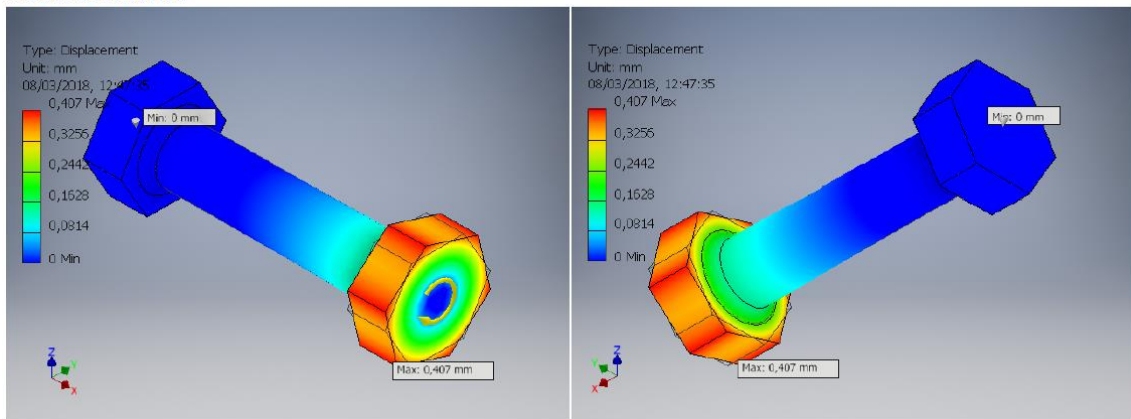 Type: Displacement
Unit: mm
08/03/2018, 12:47:35
0,407 Max
0,3256
0,2442
0,1628
0,0814
0 Min
Min: 0 mm
Max: 0,407 mm
Z
Y
X
Type: Displacement
Unit: mm
08/03/2018, 12:47:35
0,407 Max
0,3256
0,2442
0,1628
0,0814
0 Min
Min: 0 mm
Max: 0,407 mm
Z
Y
X